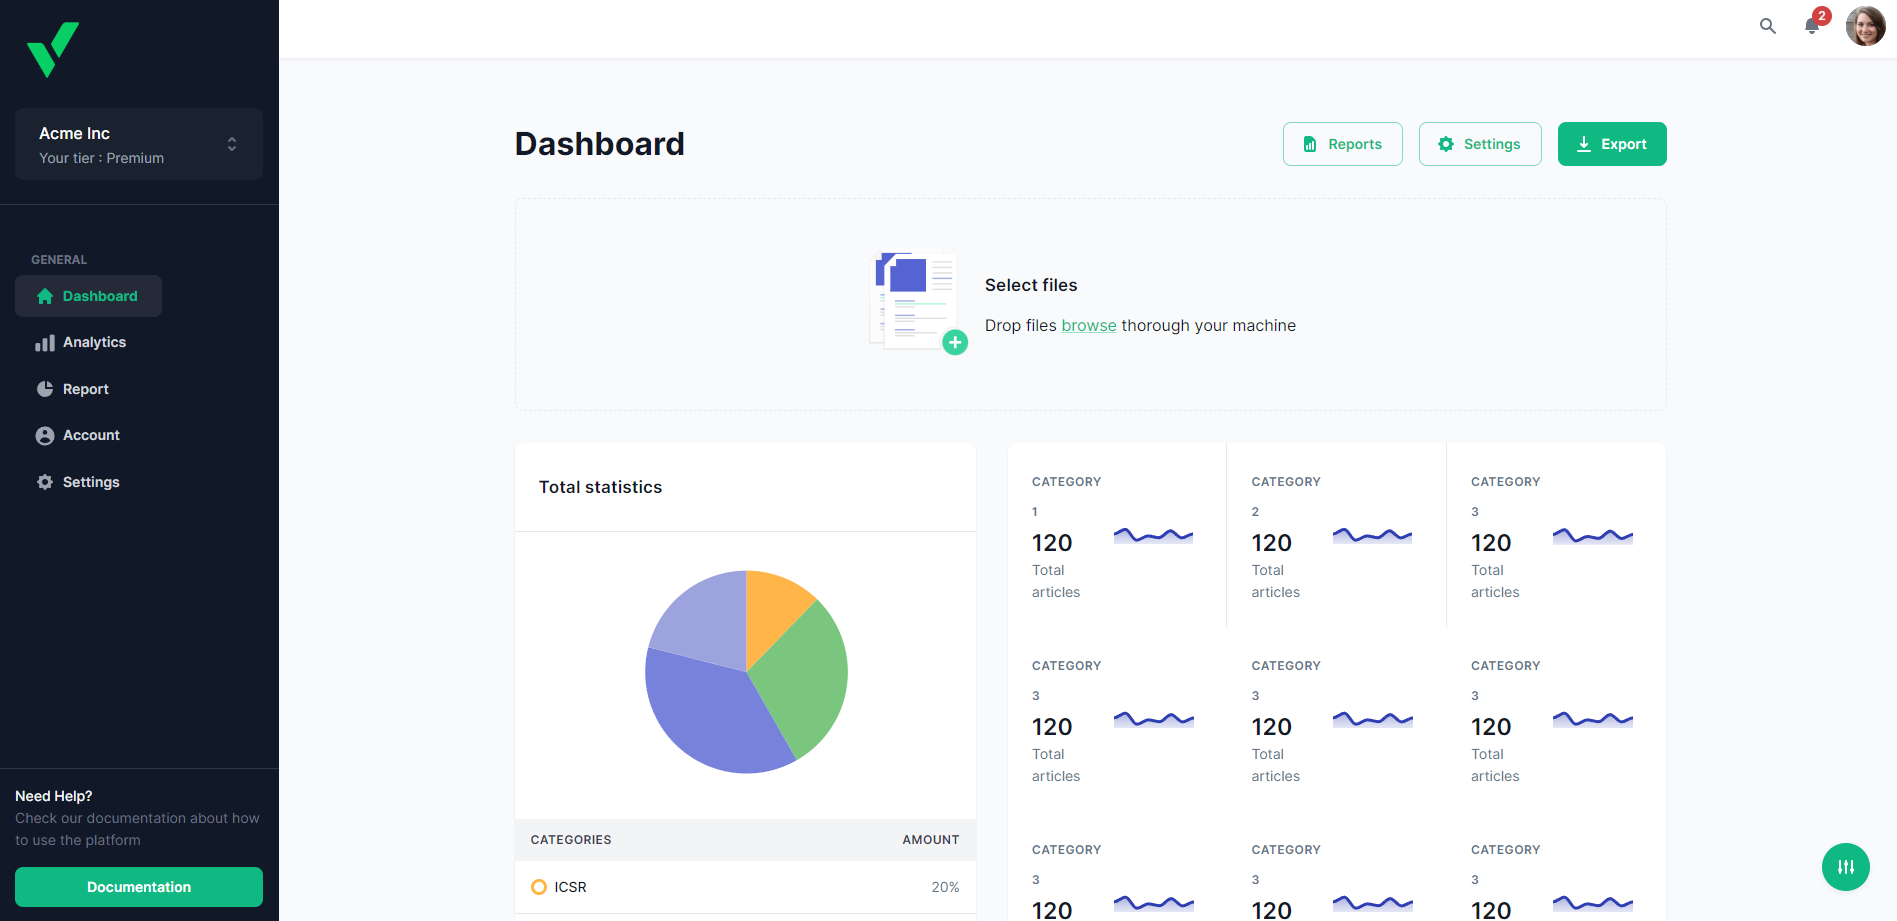 2
Acme Inc
Your tier : Premium
GENERAL
Dashboard
Analytics
Report
Account
Settings
Need Help?
Check our documentation about how
to use the platform
Documentation
Dashboard
Reports
Settings
Export
Select files
Drop files browse thorough your machine
Total statistics
CATEGORIES AMOUNT
ICSR 20%
CATEGORY
1
120
Total
articles
CATEGORY
2
120
Total
articles
CATEGORY
3
120
Total
articles
CATEGORY
3
120
Total
articles
CATEGORY
3
120
Total
articles
CATEGORY
3
120
Total
articles
CATEGORY
3
120
CATEGORY
3
120
CATEGORY
3
120